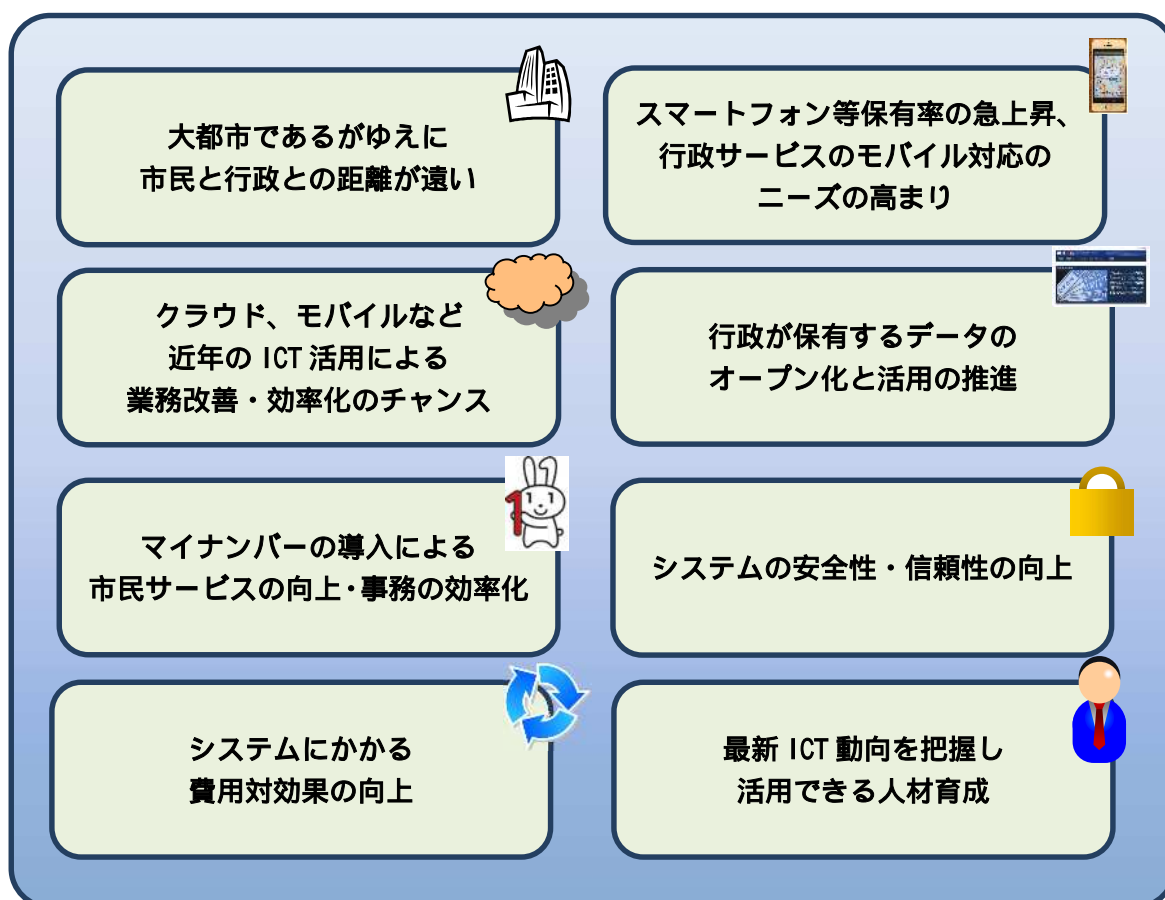 大都市であるがゆえに
市民と行政との距離が遠い
スマートフォン等保有率の急上昇、
行政サービスのモバイル対応の
ニーズの高まり
クラウド、モバイルなど
近年の ICT 活用による
業務改善・効率化のチャンス
行政が保有するデータの
オープン化と活用の推進
マイナンバーの導入による
市民サービスの向上・事務の効率化
システムの安全性・信頼性の向上
システムにかかる
費用対効果の向上
最新 ICT 動向を把握し
活用できる人材育成